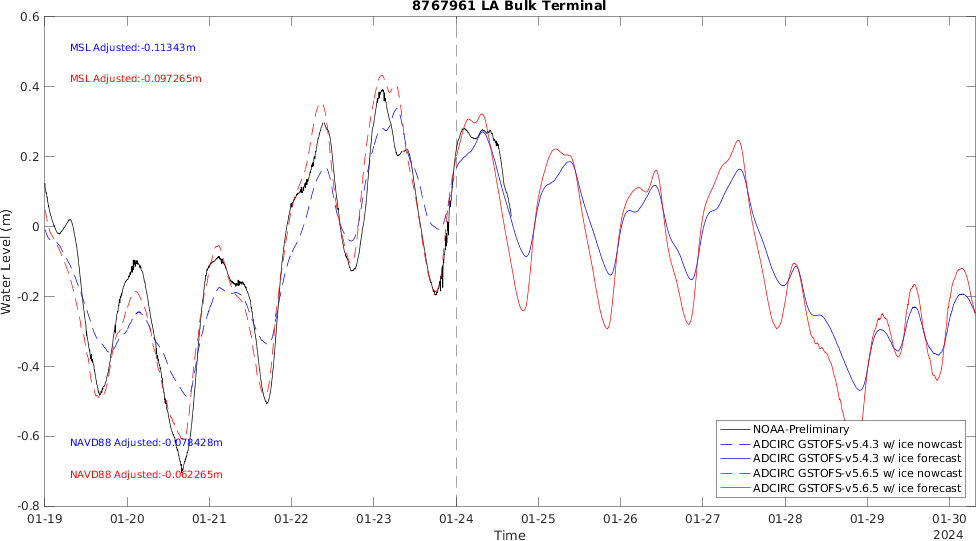 8767961 LA Bulk Terminal
0.6
MSL Adjusted:-0.11343m
MSL Adjusted:-0.097265m
0.4
0.2
0
-0.2
-0.4
-0.6
-0.8
Water Level (m)
NAVD88 Adjusted:-0.078428m
NAVD88 Adjusted:-0.062265m
NOAA-Preliminary
ADCIRC GSTOFS-v5.4.3 w/ ice nowcast
ADCIRC GSTOFS-v5.4.3 w/ ice forecast
ADCIRC GSTOFS-v5.6.5 w/ ice nowcast
ADCIRC GSTOFS-v5.6.5 w/ ice forecast
01-19 01-20 01-21 01-22 01-23 01-24 01-25 01-26 01-27 01-28 01-29 01-30
Time
2024